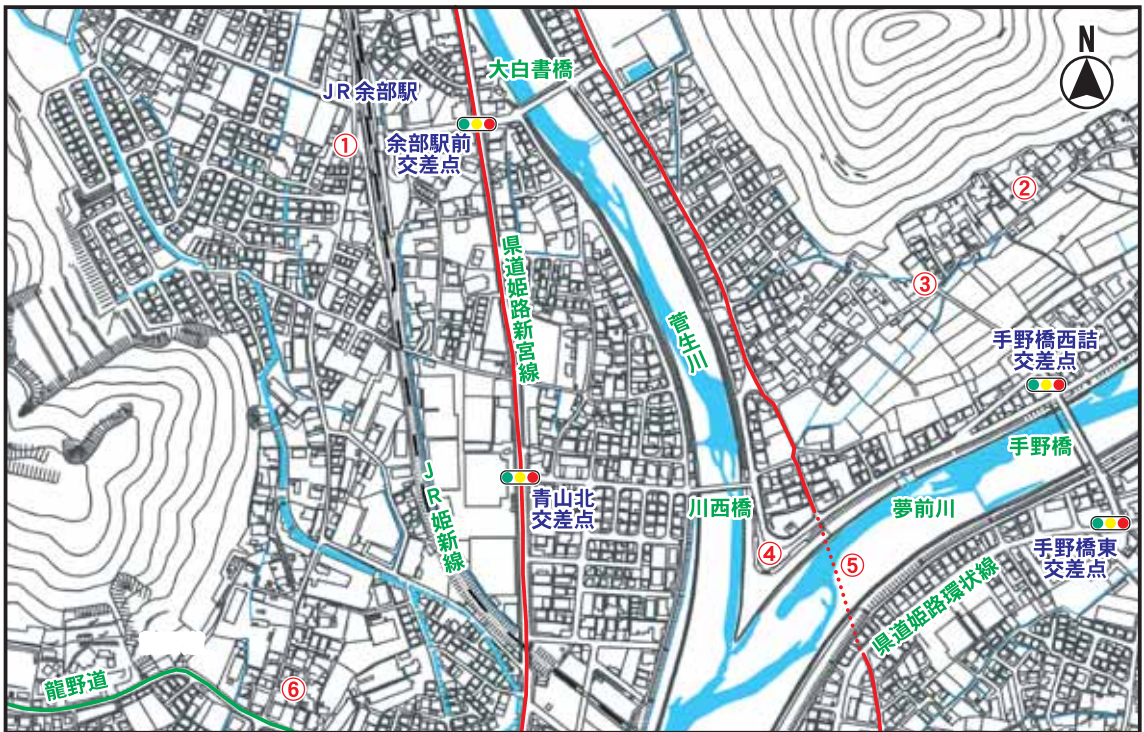 N
大白書橋
JR余部駅
①
余部駅前
交差点
②
県道姫路新宮線
③
菅生川
手野橋西詰
交差点
手野橋
JR姫新線
青山北
交差点
川西橋
夢前川
④
⑤
手野橋東
交差点
県道姫路環状線
龍野道
⑥